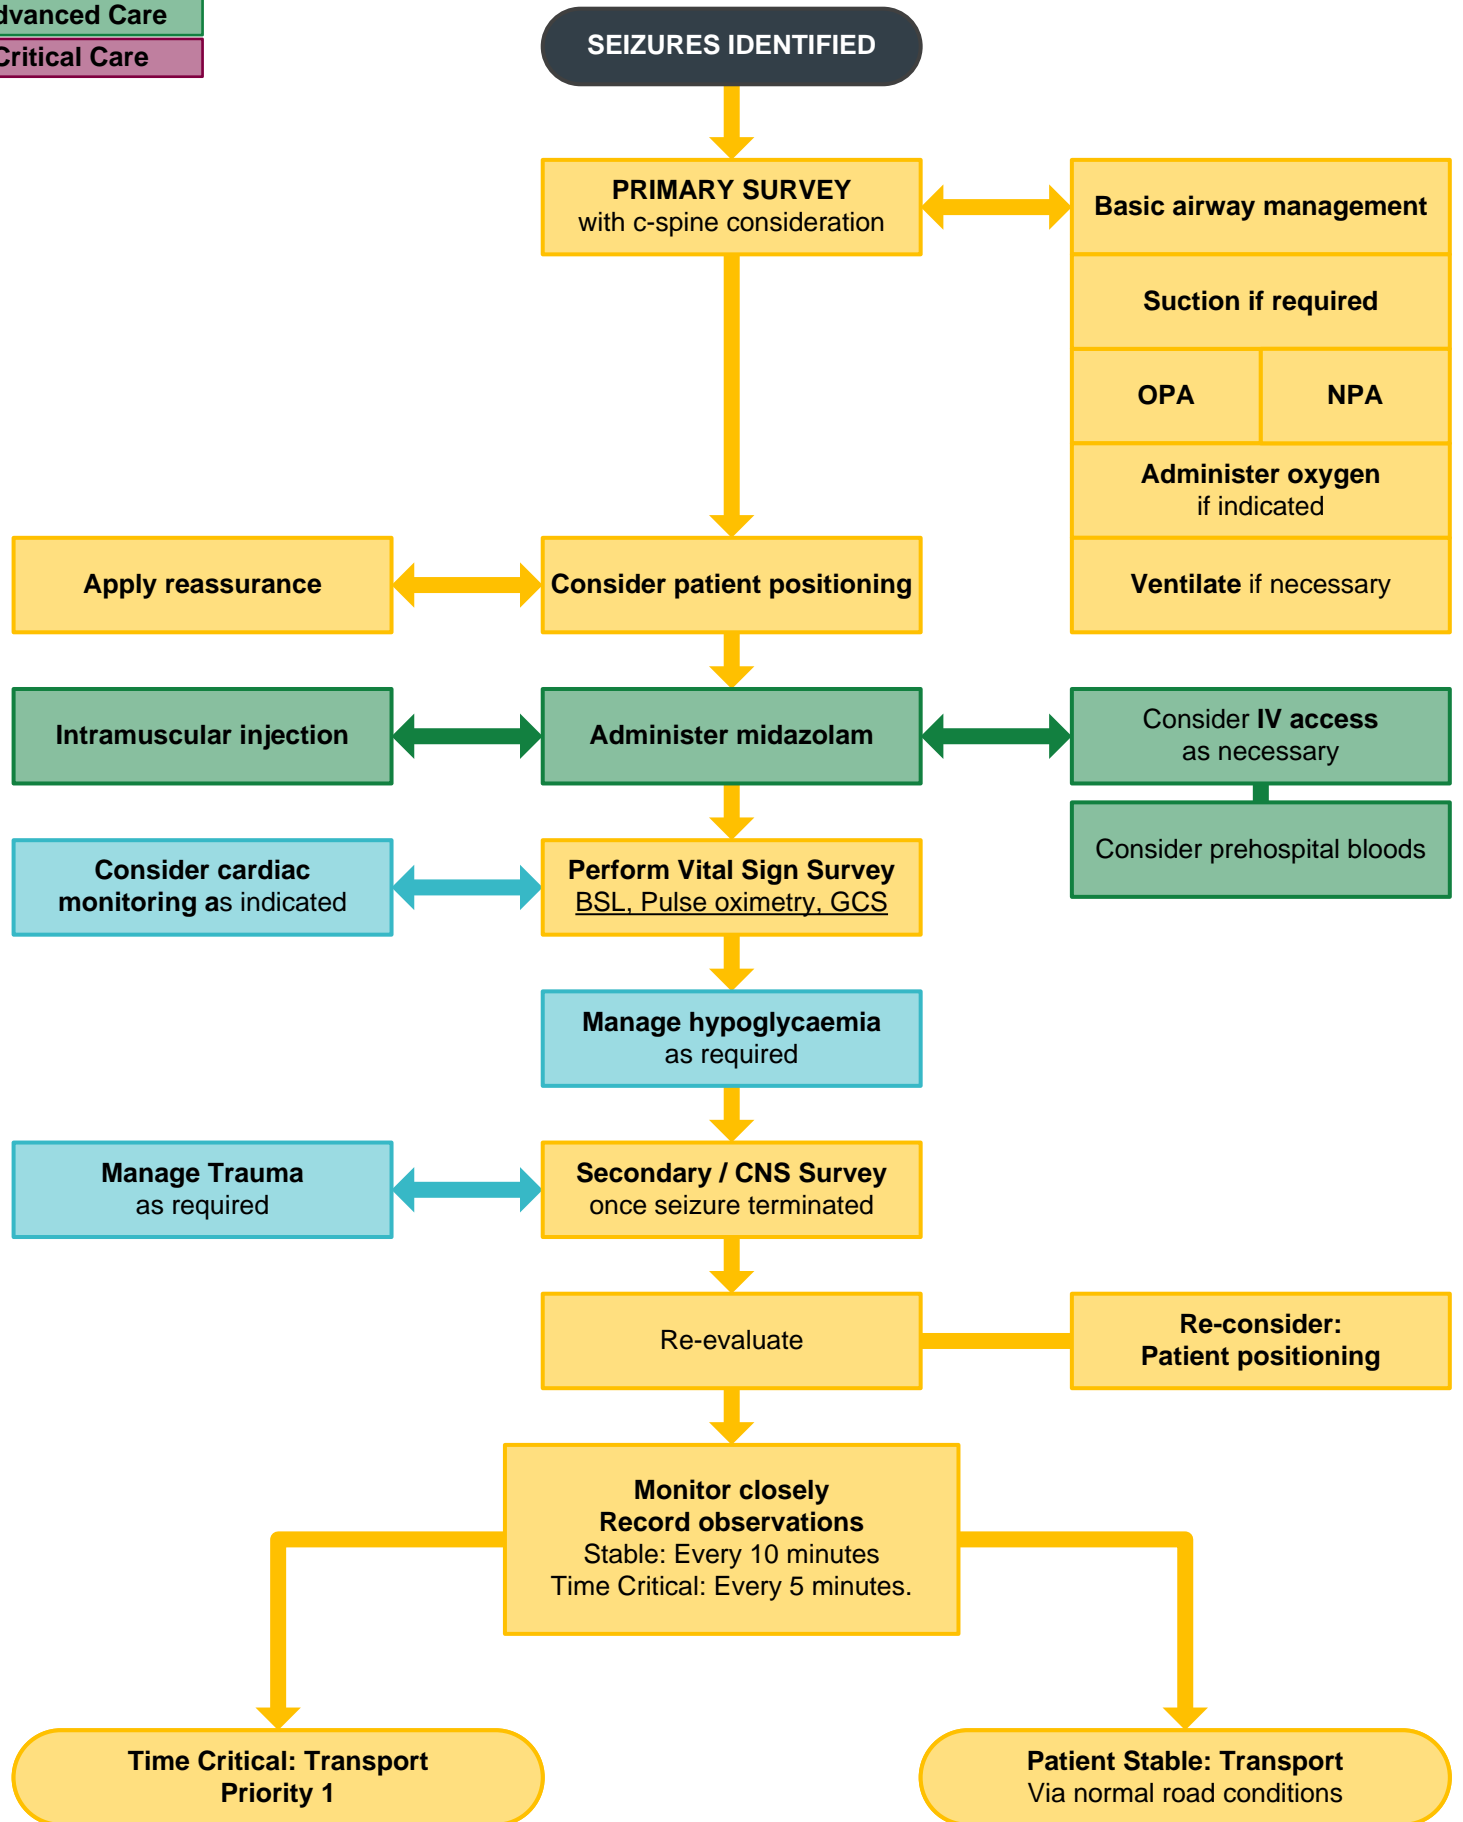 Care
Critical Care
SEIZURES IDENTIFIED
PRIMARY SURVEY
with c-spine consideration
Basic airway management
Suction if required
OPA
NPA
Administer oxygen
if indicated
Ventilate if necessary
Apply reassurance
Consider patient positioning
Intramuscular injection
Administer midazolam
Consider IV access
as necessary
Consider prehospital bloods
Consider cardiac
monitoring as indicated
Perform Vital Sign Survey
BSL, Pulse oximetry, GCS
Manage hypoglycaemia
as required
Manage Trauma
as required
Secondary / CNS Survey
once seizure terminated
Re-evaluate
Re-consider:
Patient positioning
Monitor closely
Record observations
Stable: Every 10 minutes
Time Critical: Every 5 minutes.
Time Critical: Transport
Priority 1
Patient Stable: Transport
Via normal road conditions